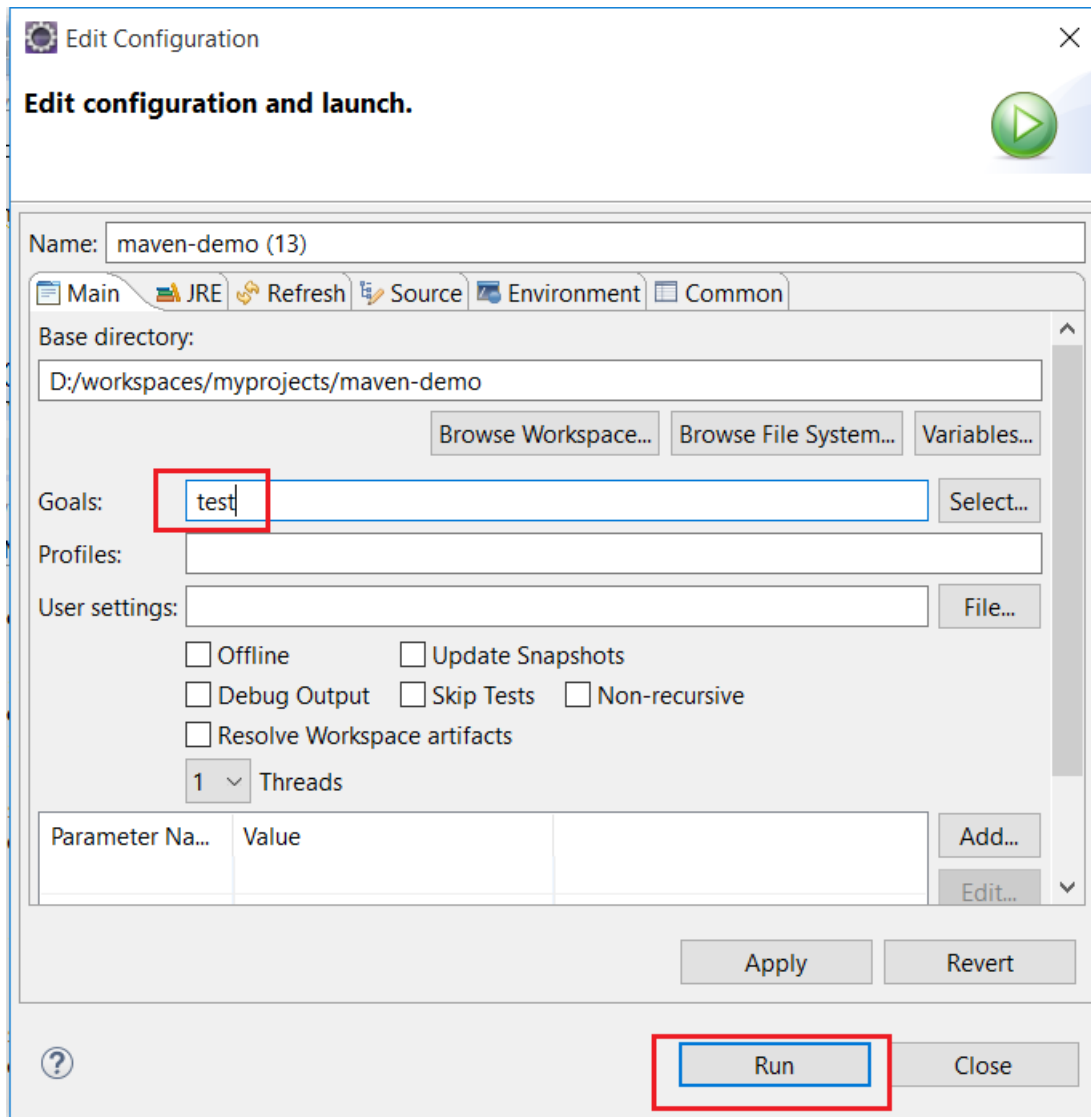 Edit Configuration
Edit configuration and launch.
Name: maven-demo (13)
Main JRE Refresh Source Environment Common
Base directory:
D:/workspaces/myprojects/maven-demo
Browse Workspace... Browse File System... Variables...
Goals: test Select...
Profiles:
User settings: File...
Offline Update Snapshots
Debug Output Skip Tests Non-recursive
Resolve Workspace artifacts
1 Threads
Parameter Na... Value Add...
Edit...
Apply Revert
Run Close